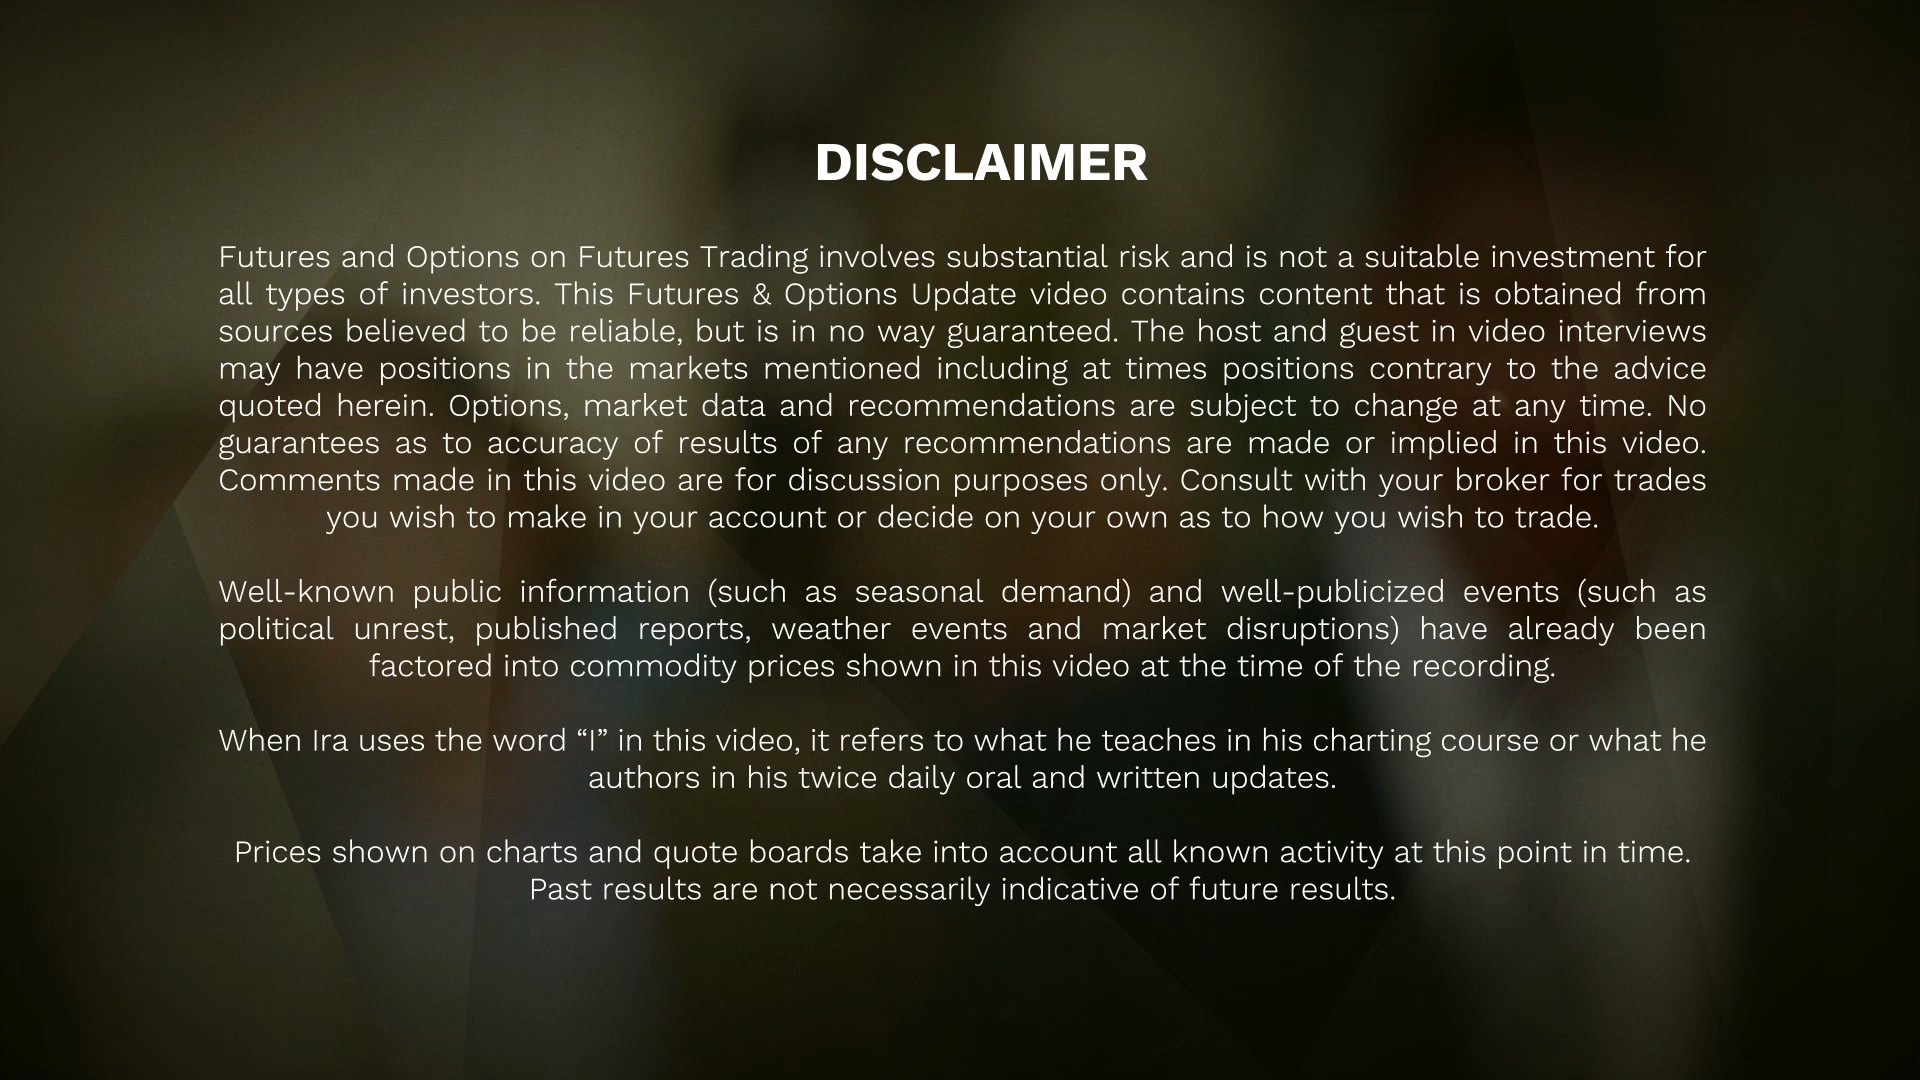 DISCLAIMER
Futures and Options on Futures Trading involves substantial risk and is not a suitable investment for
all types of investors. This Futures & Options Update video contains content that is obtained from
sources believed to be reliable, but is in no way guaranteed. The host and guest in video interviews
may have positions in the markets mentioned including at times positions contrary to the advice
quoted herein. Options, market data and recommendations are subject to change at any time. No
guarantees as to accuracy of results of any recommendations are made or implied in this video.
Comments made in this video are for discussion purposes only. Consult with your broker for trades
you wish to make in your account or decide on your own as to how you wish to trade.
Well-known public information (such as seasonal demand) and well-publicized events (such as
political unrest, published reports, weather events and market disruptions) have already been
factored into commodity prices shown in this video at the time of the recording.
When Ira uses the word “I” in this video, it refers to what he teaches in his charting course or what he
authors in his twice daily oral and written updates.
Prices shown on charts and quote boards take into account all known activity at this point in time.
Past results are not necessarily indicative of future results.